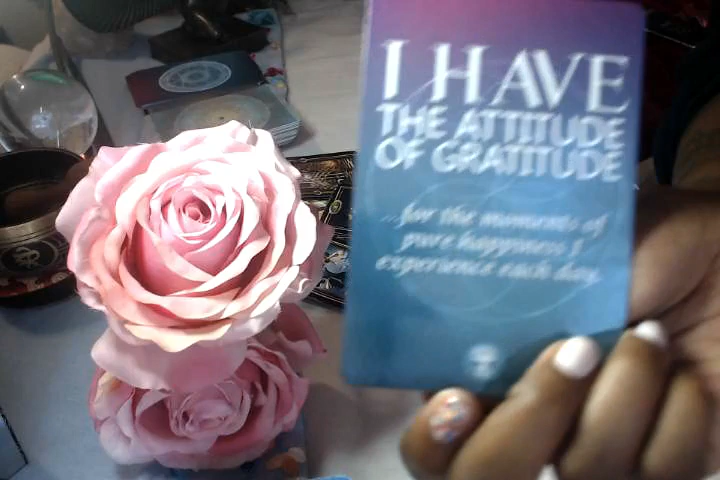 I HAVE
THE ATTITUDE
OF GRATITUDE
...for the moments of
pure happiness I
experience each day.